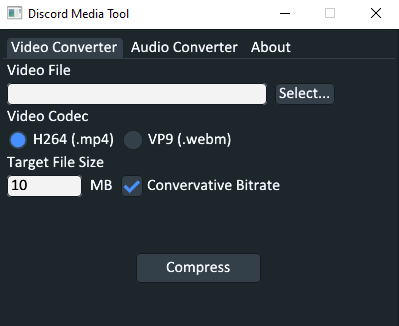 Discord Media Tool
Video Converter Audio Converter About
Video File
Select...
Video Codec
H264 (.mp4) VP9 (.webm)
Target File Size
10 MB Convervative Bitrate
Compress